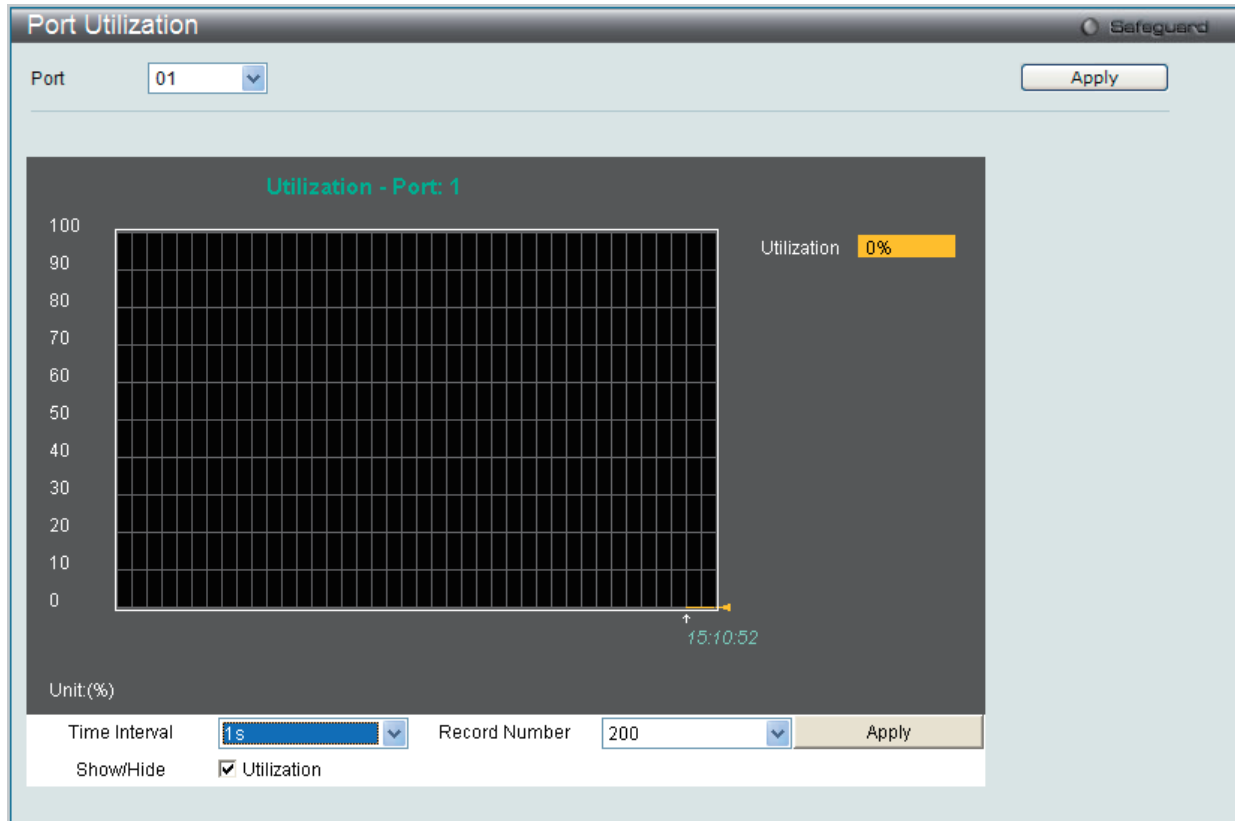 Port Utilization
Safeguard
Port 01 Apply
Utilization - Port: 1
100
90
80
70
60
50
40
30
20
10
0
Utilization 0%
15:10:52
Unit:(%)
Time Interval 1s Record Number 200 Apply
Show/Hide Utilization